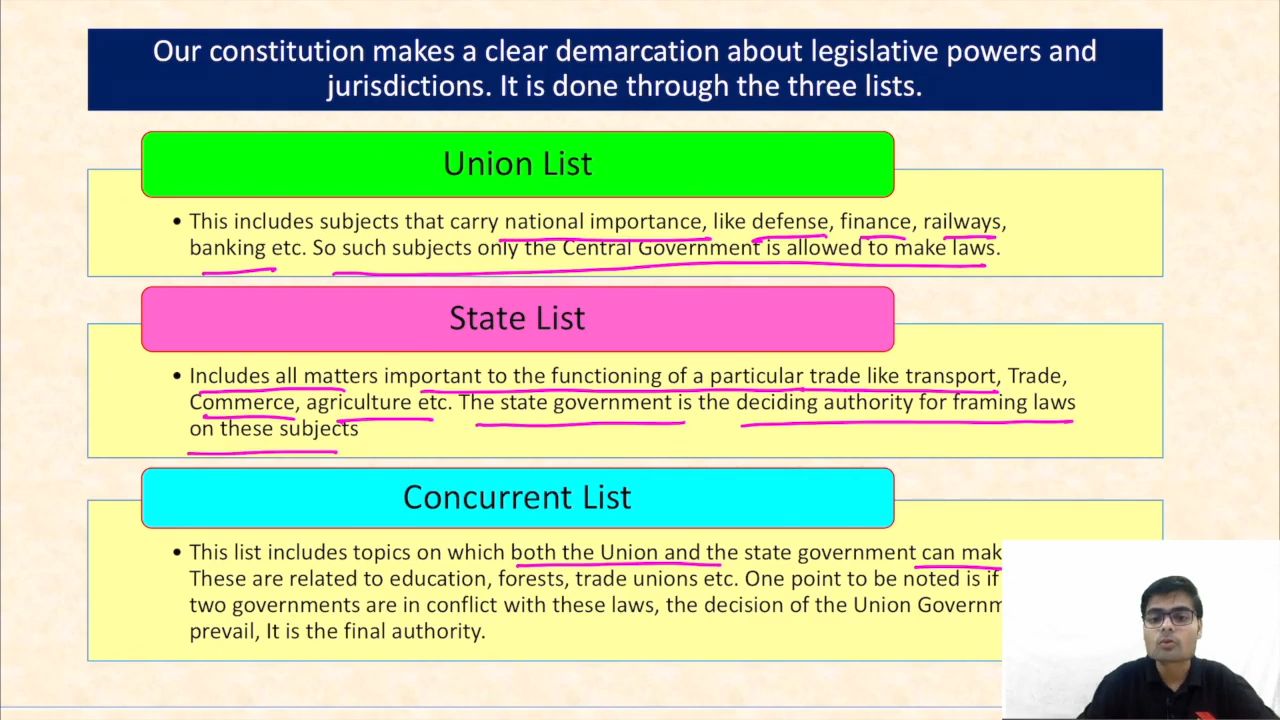 Our constitution makes a clear demarcation about legislative powers and
jurisdictions. It is done through the three lists.
Union List
• This includes subjects that carry national importance, like defense, finance, railways,
banking etc. So such subjects only the Central Government is allowed to make laws.
State List
• Includes all matters important to the functioning of a particular trade like transport, Trade,
Commerce, agriculture etc. The state government is the deciding authority for framing laws
on these subjects
Concurrent List
• This list includes topics on which both the Union and the state government can mak
These are related to education, forests, trade unions etc. One point to be noted is if
two governments are in conflict with these laws, the decision of the Union Governm
prevail, It is the final authority.